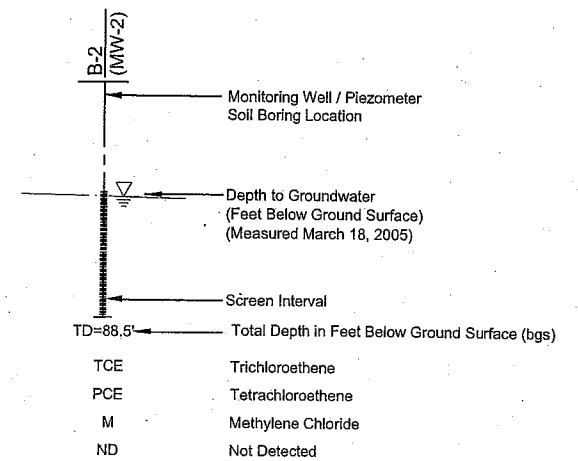 B-2
(MW-2)
Monitoring Well / Piezometer
Soil Boring Location
Depth to Groundwater
(Feet Below Ground Surface)
(Measured March 18, 2005)
Screen Interval
TD=88.5' Total Depth in Feet Below Ground Surface (bgs)
TCE Trichloroethene
PCE Tetrachloroethene
M Methylene Chloride
ND Not Detected